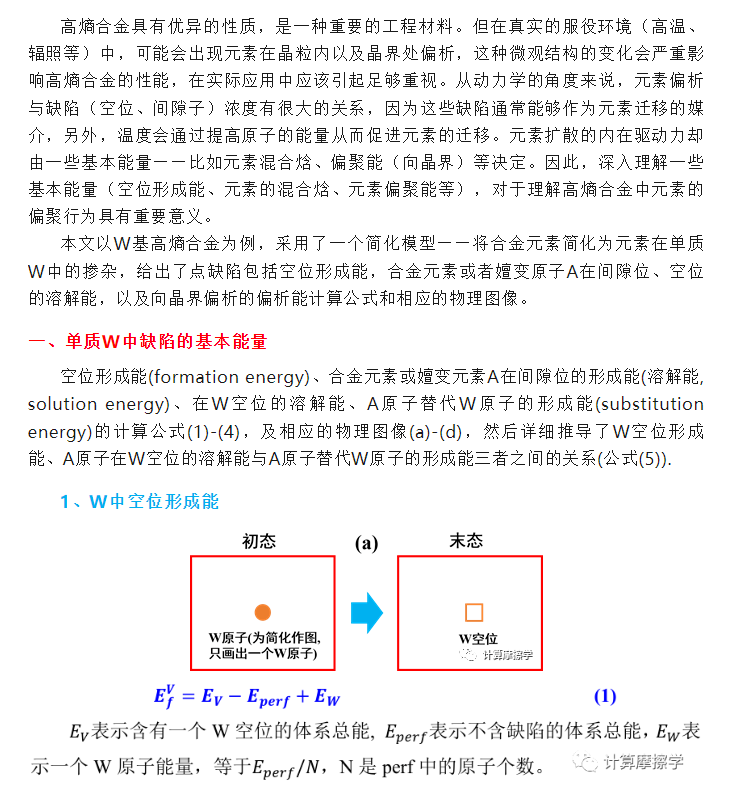 高熵合金具有优异的性质，是一种重要的工程材料。但在真实的服役环境（高温、
辐照等）中，可能会出现元素在晶粒内以及晶界处偏析，这种微观结构的变化会严重影
响高熵合金的性能，在实际应用中应该引起足够重视。从动力学的角度来说，元素偏析
与缺陷（空位、间隙子）浓度有很大的关系，因为这些缺陷通常能够作为元素迁移的媒
介，另外，温度会通过提高原子的能量从而促进元素的迁移。元素扩散的内在驱动力却
由一些基本能量——比如元素混合焓、偏聚能（向晶界）等决定。因此，深入理解一些
基本能量（空位形成能、元素的混合焓、元素偏聚能等），对于理解高熵合金中元素的
偏聚行为具有重要意义。
本文以W基高熵合金为例，采用了一个简化模型——将合金元素简化为元素在单质
W中的掺杂，给出了点缺陷包括空位形成能，合金元素或者嬗变原子A在间隙位、空位
的溶解能，以及向晶界偏析的偏析能计算公式和相应的物理图像。
一、单质W中缺陷的基本能量
空位形成能(formation energy)、合金元素或嬗变元素A在间隙位的形成能(溶解能,
solution energy)、在W空位的溶解能、A原子替代W原子的形成能(substitution
energy)的计算公式(1)-(4)，及相应的物理图像(a)-(d)，然后详细推导了W空位形成
能、A原子在W空位的溶解能与A原子替代W原子的形成能三者之间的关系(公式(5)).
1、W中空位形成能
初态 (a) 末态
W原子(为简化作图,
只画出一个W原子)
W空位
计算摩擦学
E_f^V = E_V − E_perf + E_W (1)
E_V表示含有一个 W 空位的体系总能, E_perf表示不含缺陷的体系总能，E_W表
示一个 W 原子能量，等于E_perf/N，N 是 perf 中的原子个数。
计算摩擦学